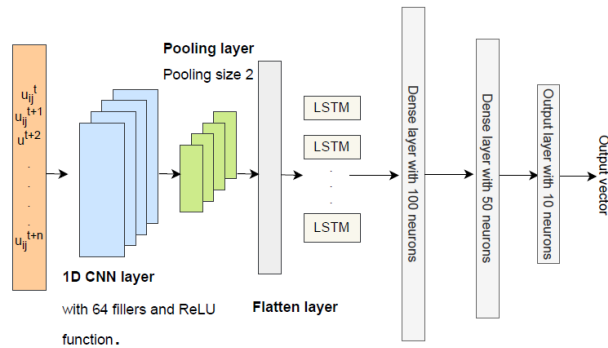 Pooling layer
Pooling size 2
u_ij^t
u_ij^t+1
u^t+2
.
.
.
.
u_ij^t+n
1D CNN layer
with 64 fillers and ReLU
function.
Flatten layer
LSTM
LSTM
.
.
.
LSTM
Dense layer with 100 neurons
Dense layer with 50 neurons
Output layer with 10 neurons
Output vector